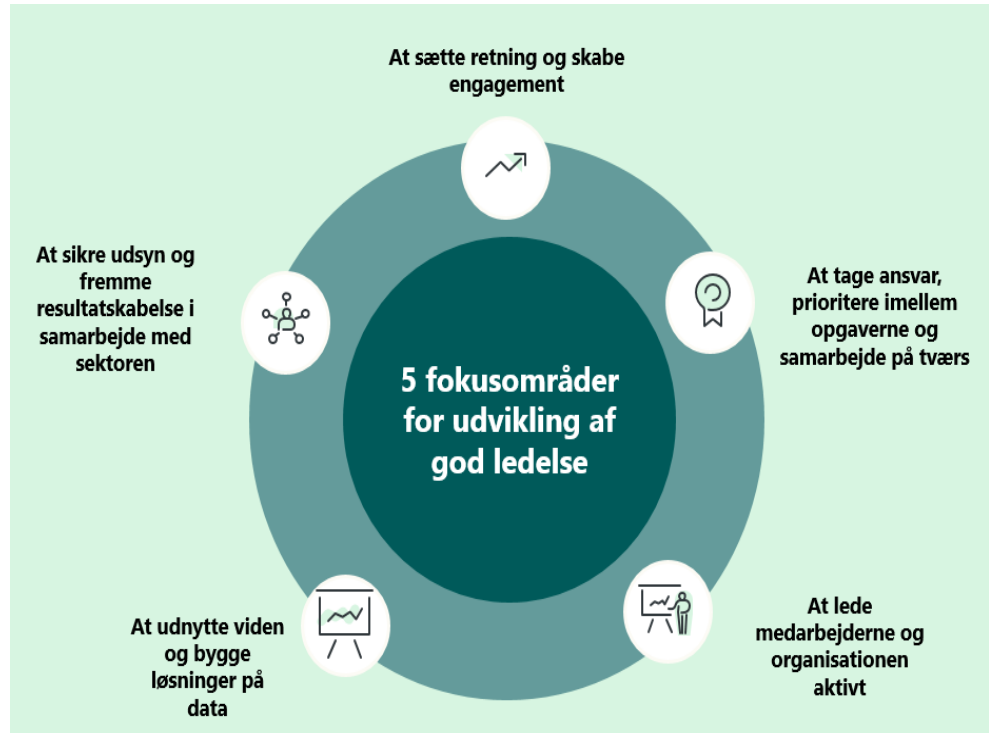 At sætte retning og skabe
engagement
At tage ansvar,
prioritere imellem
opgaverne og
samarbejde på tværs
At lede
medarbejderne og
organisationen
aktivt
At udnytte viden
og bygge
løsninger på
data
At sikre udsyn og
fremme
resultatskabelse i
samarbejde med
sektoren
5 fokusområder
for udvikling af
god ledelse